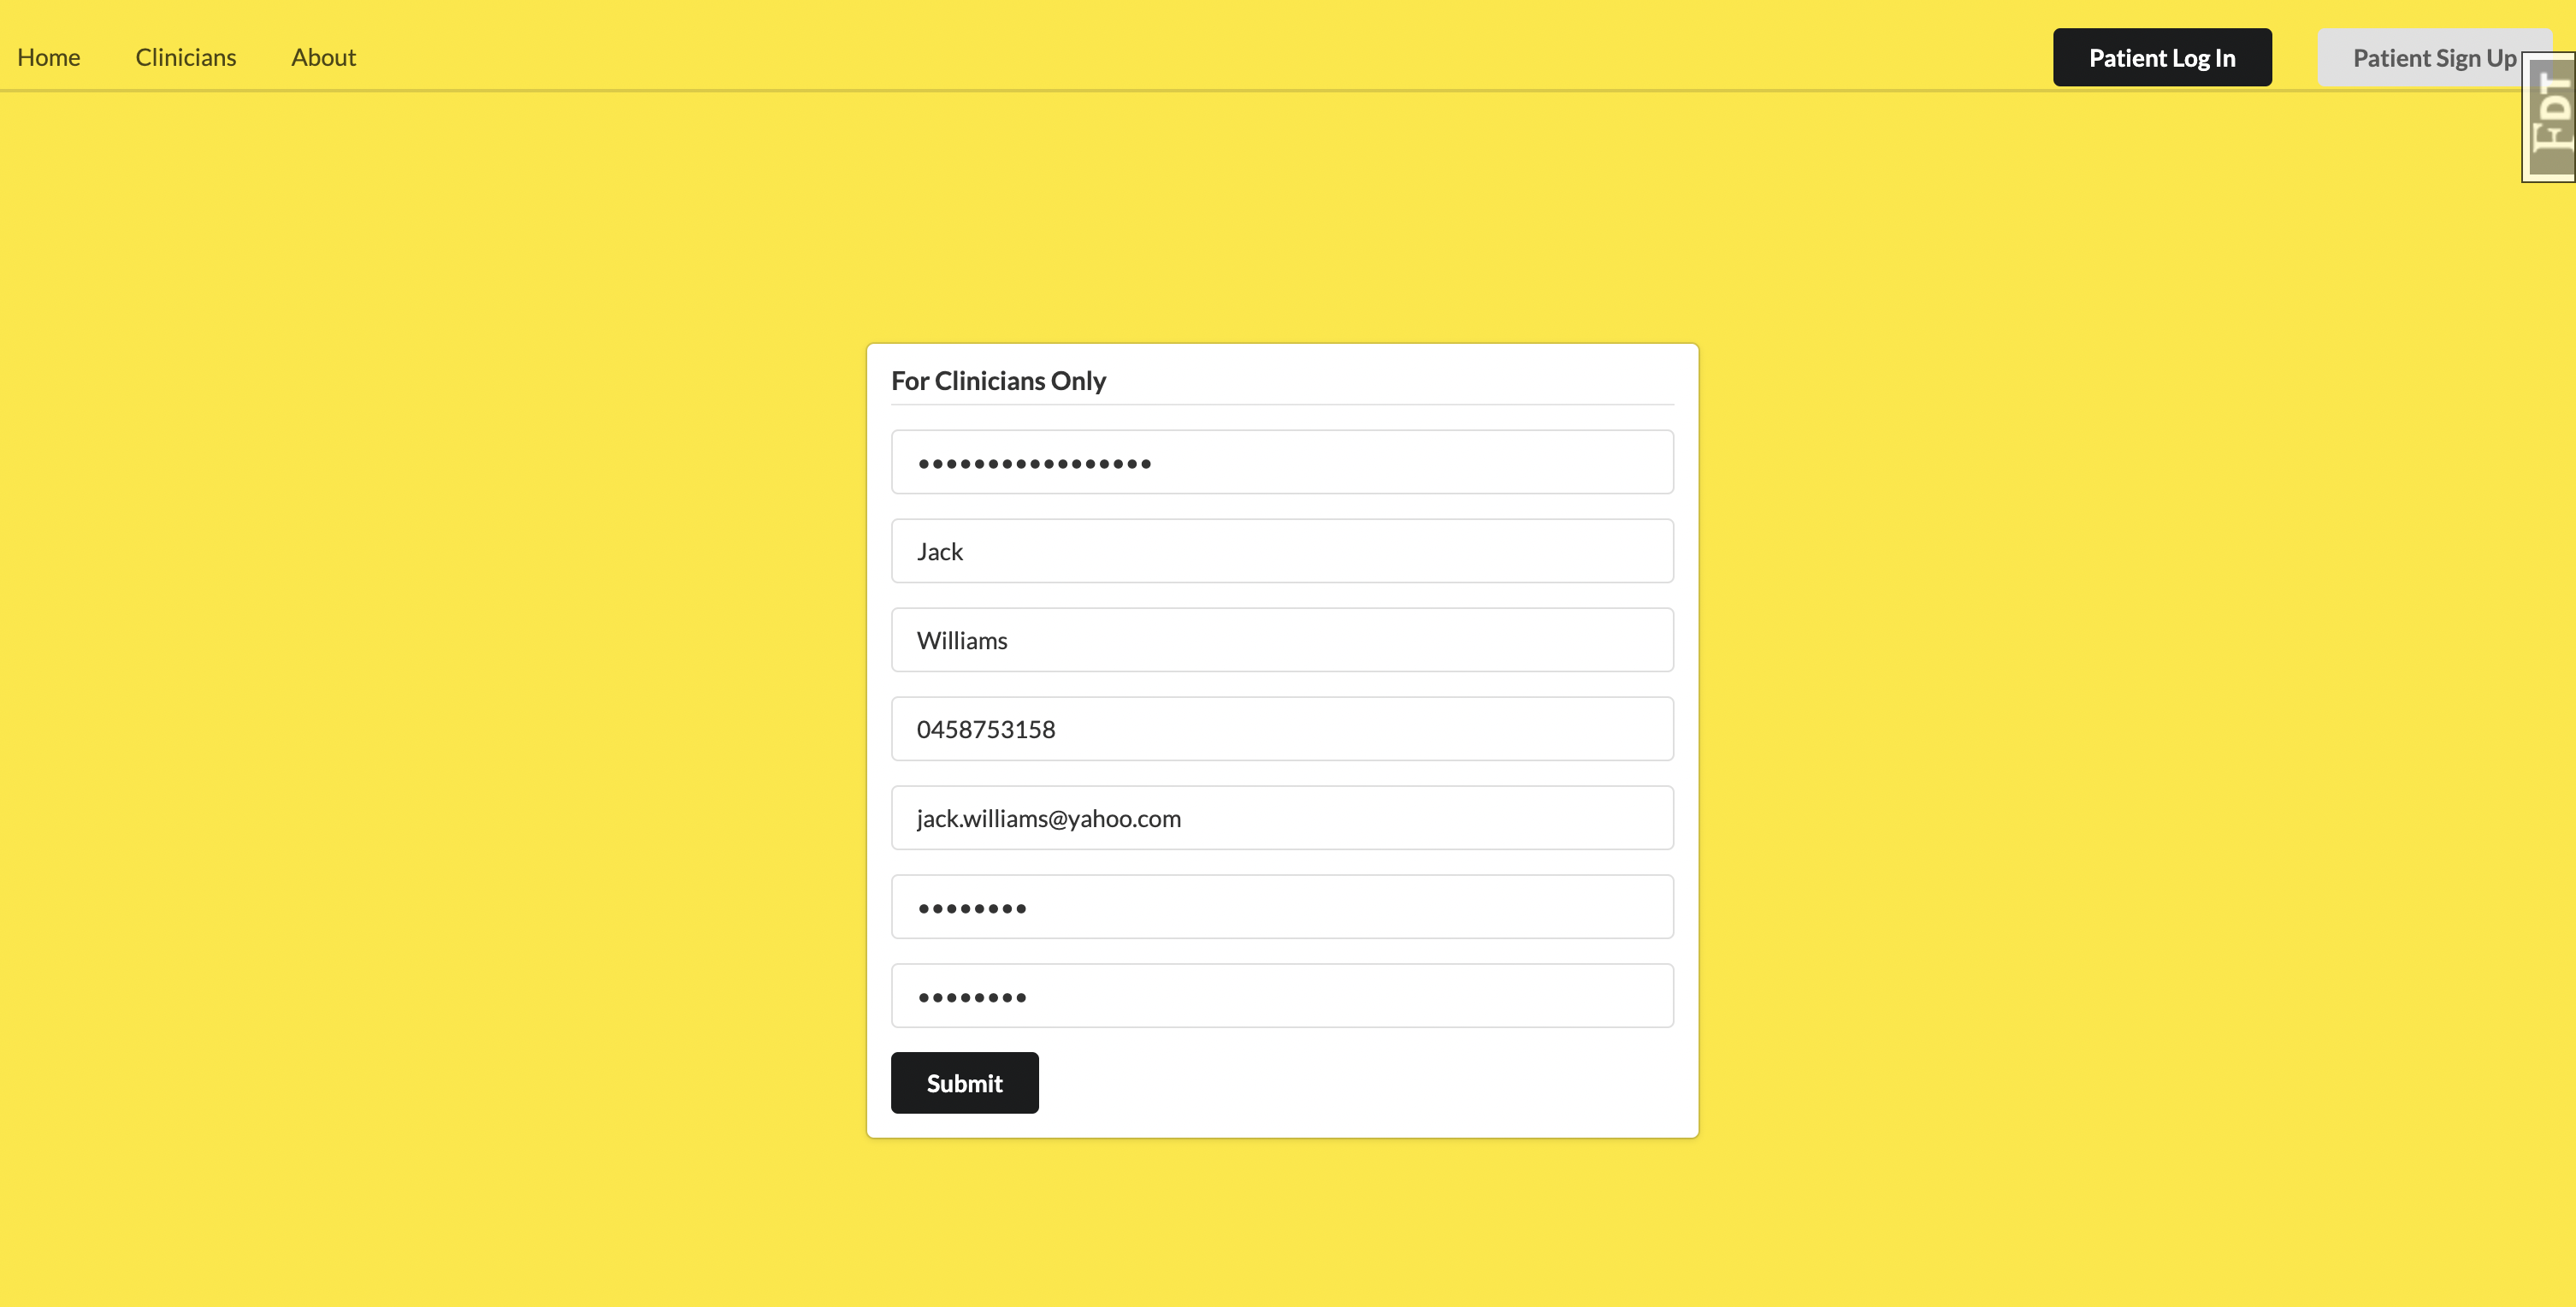 Home Clinicians About Patient Log In Patient Sign Up
FDT
For Clinicians Only
•••••••••••••••••
Jack
Williams
0458753158
jack.williams@yahoo.com
••••••••
••••••••
Submit